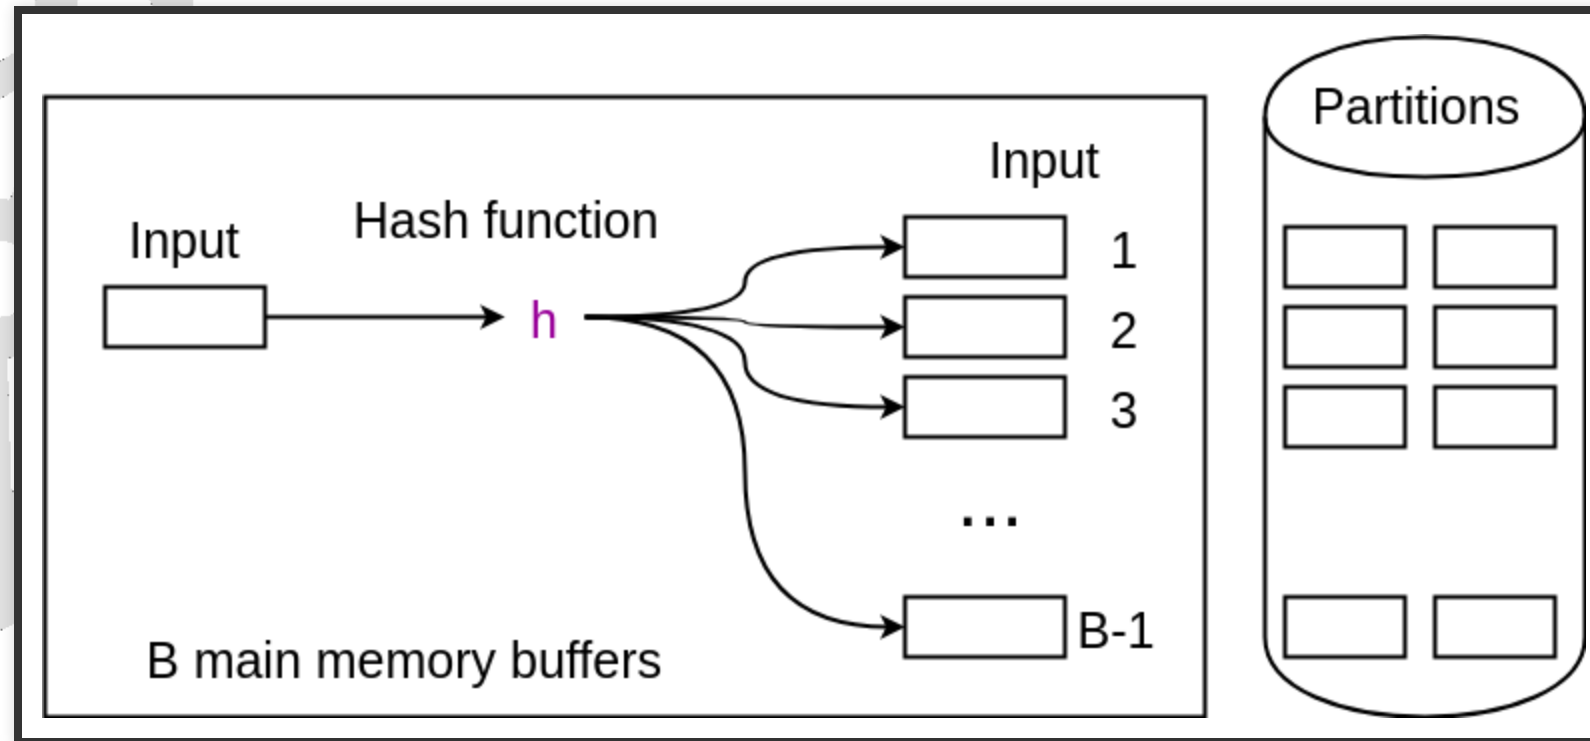 Partitions
Input
Input
Hash function
h
1
2
3
...
B-1
B main memory buffers